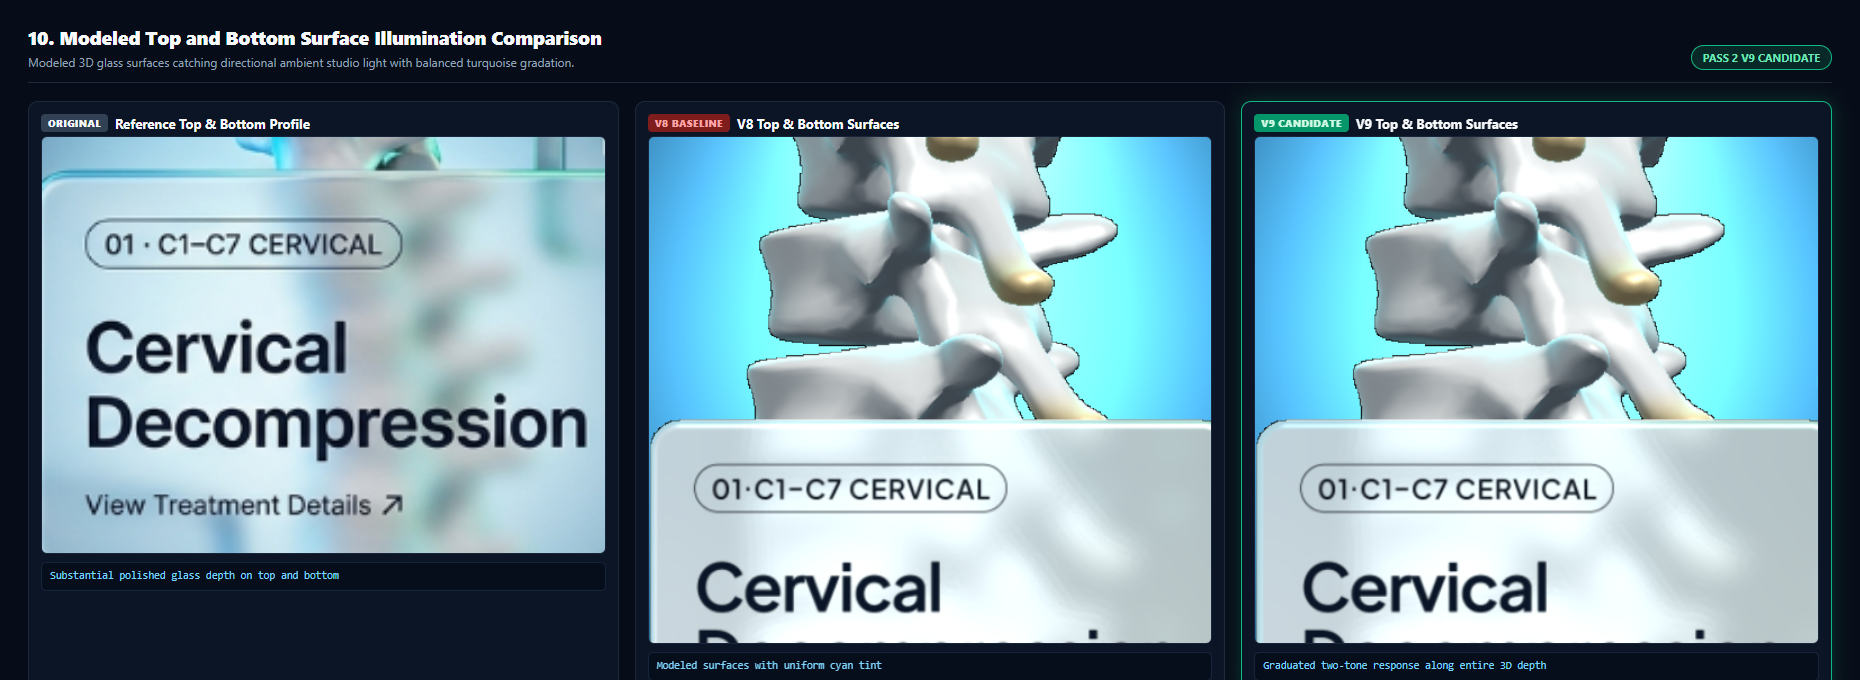 10. Modeled Top and Bottom Surface Illumination Comparison
Modeled 3D glass surfaces catching directional ambient studio light with balanced turquoise gradation.
PASS 2 V9 CANDIDATE
ORIGINAL Reference Top & Bottom Profile
01 · C1–C7 CERVICAL
Cervical
Decompression
View Treatment Details ↗
Substantial polished glass depth on top and bottom
V8 BASELINE V8 Top & Bottom Surfaces
01·C1–C7 CERVICAL
Cervical
Modeled surfaces with uniform cyan tint
V9 CANDIDATE V9 Top & Bottom Surfaces
01·C1–C7 CERVICAL
Cervical
Graduated two-tone response along entire 3D depth